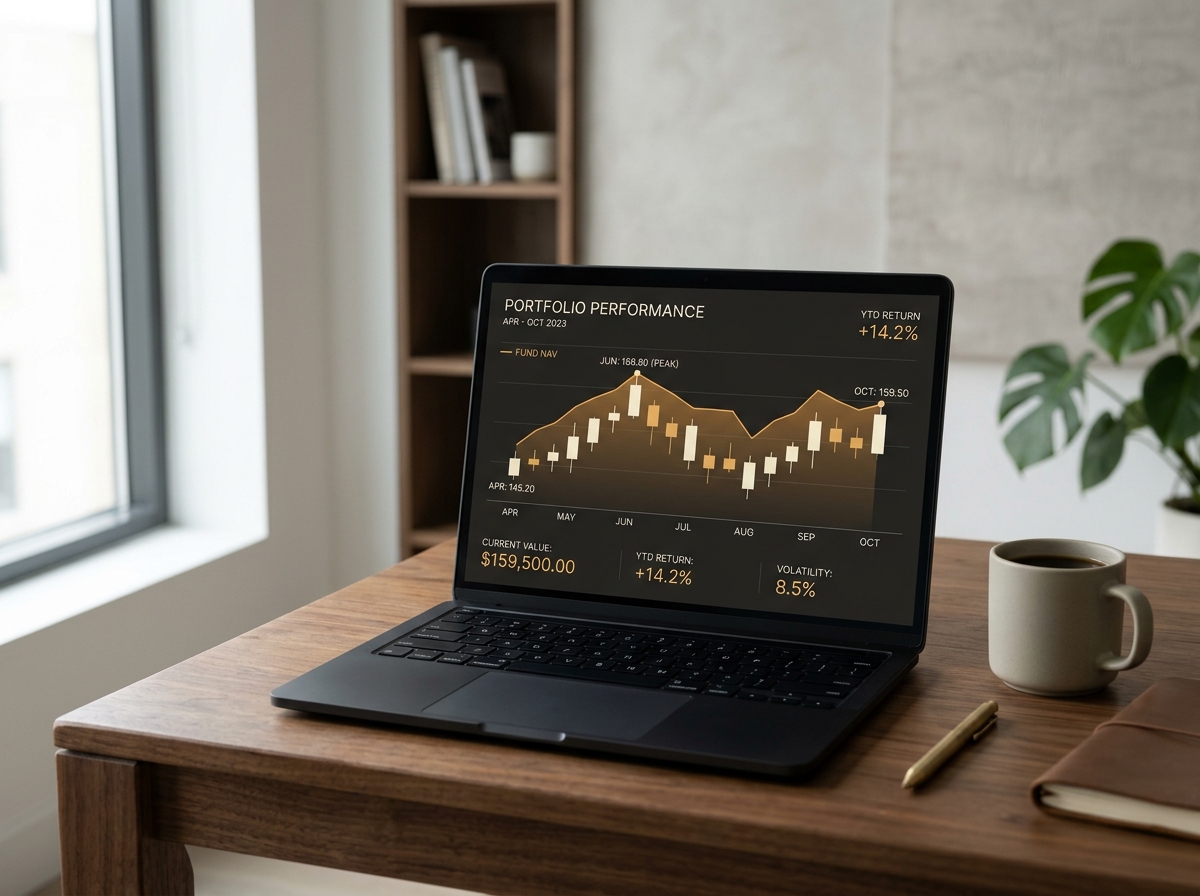 PORTFOLIO PERFORMANCE
APR - OCT 2023
YTD RETURN
+14.2%
FUND NAV
JUN: 168.80 (PEAK)
OCT: 159.50
APR: 145.20
APR MAY JUN JUL AUG SEP OCT
CURRENT VALUE:
$159,500.00
YTD RETURN:
+14.2%
VOLATILITY:
8.5%